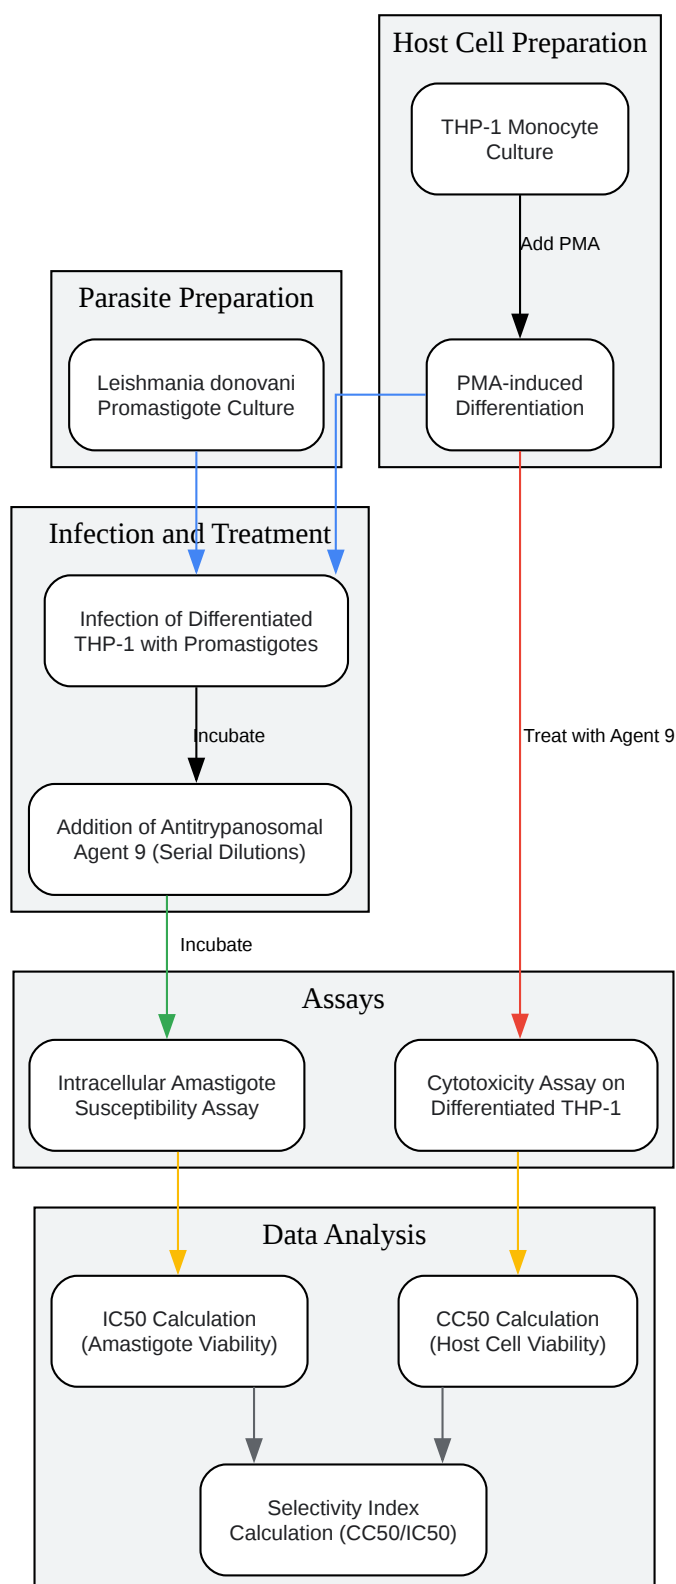 Host Cell Preparation
THP-1 Monocyte
Culture
Add PMA
Parasite Preparation
Leishmania donovani
Promastigote Culture
PMA-induced
Differentiation
Infection and Treatment
Infection of Differentiated
THP-1 with Promastigotes
Incubate
Treat with Agent 9
Addition of Antitrypanosomal
Agent 9 (Serial Dilutions)
Incubate
Assays
Intracellular Amastigote
Susceptibility Assay
Cytotoxicity Assay on
Differentiated THP-1
Data Analysis
IC50 Calculation
(Amastigote Viability)
CC50 Calculation
(Host Cell Viability)
Selectivity Index
Calculation (CC50/IC50)